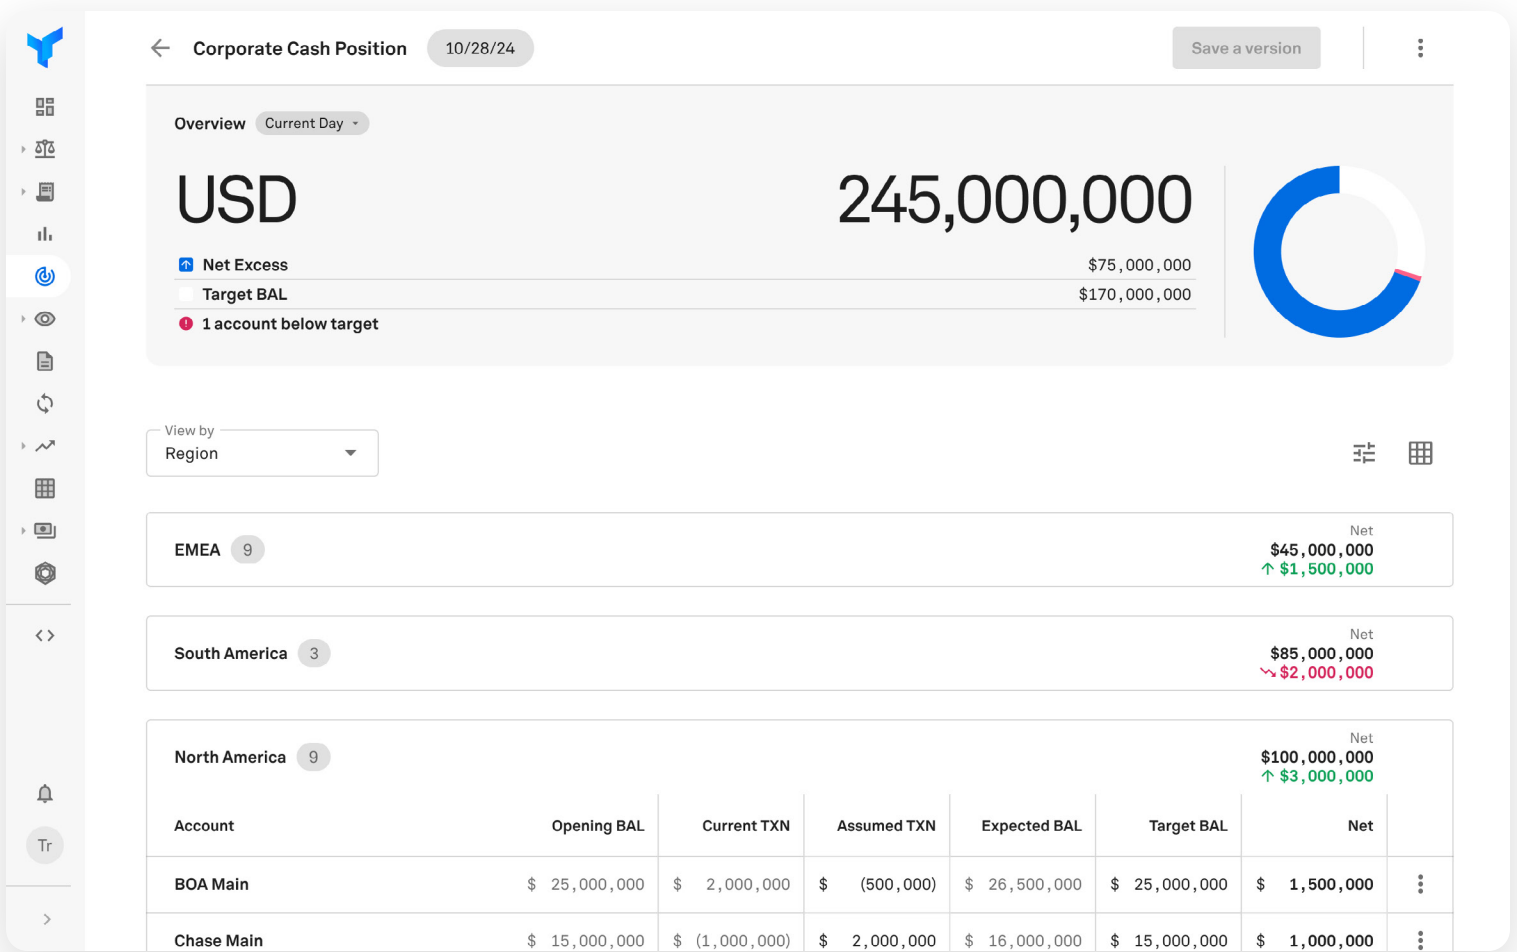 Corporate Cash Position 10/28/24 Save a version
Overview Current Day
USD 245,000,000
Net Excess $75,000,000
Target BAL $170,000,000
1 account below target
View by
Region
Net
EMEA 9 $45,000,000
$1,500,000
Net
South America 3 $85,000,000
$2,000,000
Net
North America 9 $100,000,000
$3,000,000
Account Opening BAL Current TXN Assumed TXN Expected BAL Target BAL Net
BOA Main $ 25,000,000 $ 2,000,000 $ (500,000) $ 26,500,000 $ 25,000,000 $ 1,500,000
Chase Main $ 15,000,000 $ (1,000,000) $ 2,000,000 $ 16,000,000 $ 15,000,000 $ 1,000,000
Tr